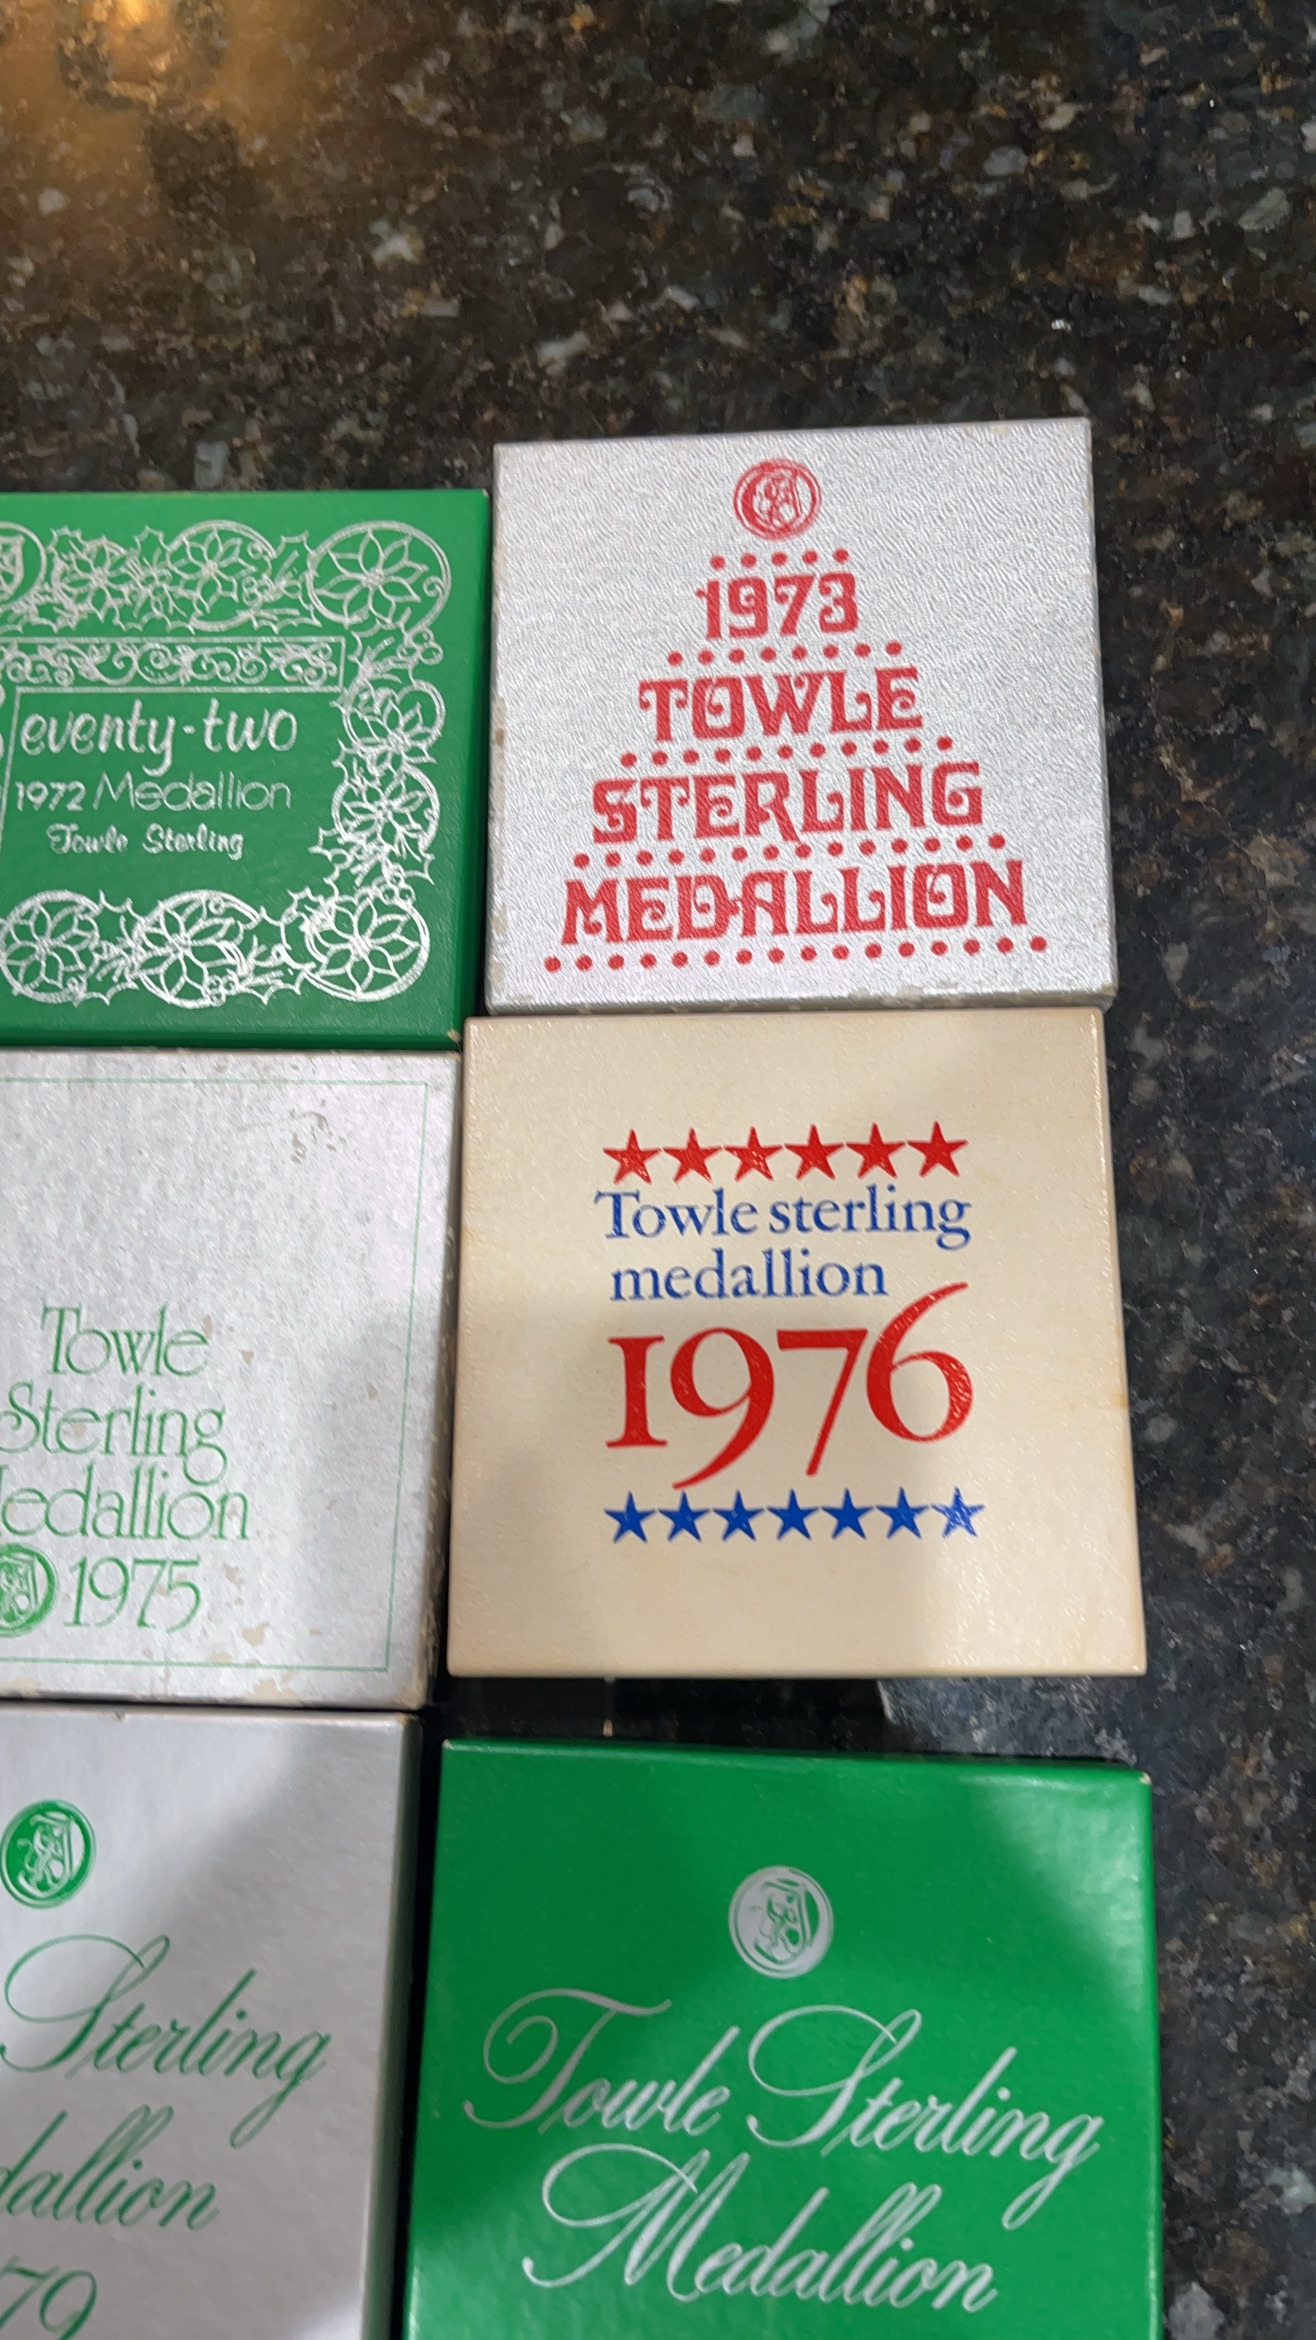 1973
TOWLE
STERLING
MEDALLION
eventy-two
1972 Medallion
Towle Sterling
Towle sterling
medallion
1976
Towle
Sterling
edallion
1975
Sterling
dallion
79
Towle Sterling
Medallion